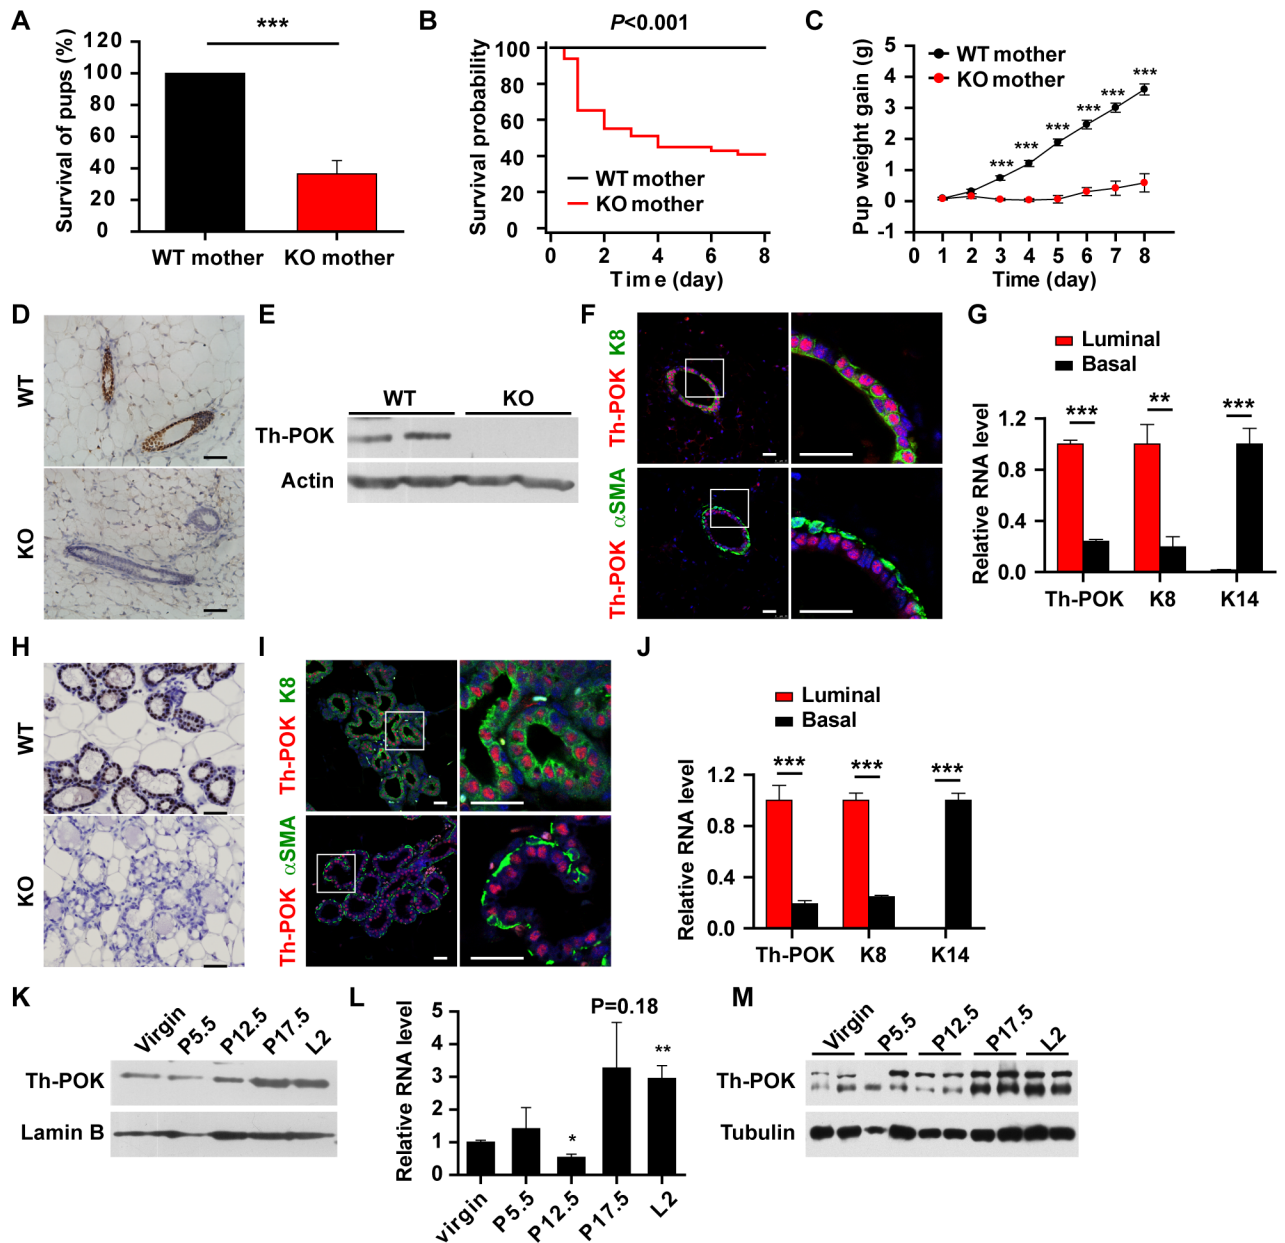 A
***
Survival of pups (%)
120
100
80
60
40
20
0
WT mother
KO mother
B
P<0.001
Survival probability
100
80
60
40
20
0
WT mother
KO mother
0
2
4
6
8
Time (day)
C
Pup weight gain (g)
5
4
3
2
1
0
-1
WT mother
KO mother
***
***
***
***
***
***
0
1
2
3
4
5
6
7
8
Time (day)
D
WT
KO
E
WT
KO
Th-POK
Actin
F
Th-POK K8
Th-POK αSMA
G
Luminal
Basal
Relative RNA level
1.2
0.8
0.4
0.0
***
**
***
Th-POK
K8
K14
H
WT
KO
I
Th-POK K8
Th-POK αSMA
J
Luminal
Basal
Relative RNA level
1.2
0.8
0.4
0.0
***
***
***
Th-POK
K8
K14
K
Virgin
P5.5
P12.5
P17.5
L2
Th-POK
Lamin B
L
P=0.18
Relative RNA level
5
4
3
2
1
0
*
**
virgin
P5.5
P12.5
P17.5
L2
M
Virgin
P5.5
P12.5
P17.5
L2
Th-POK
Tubulin